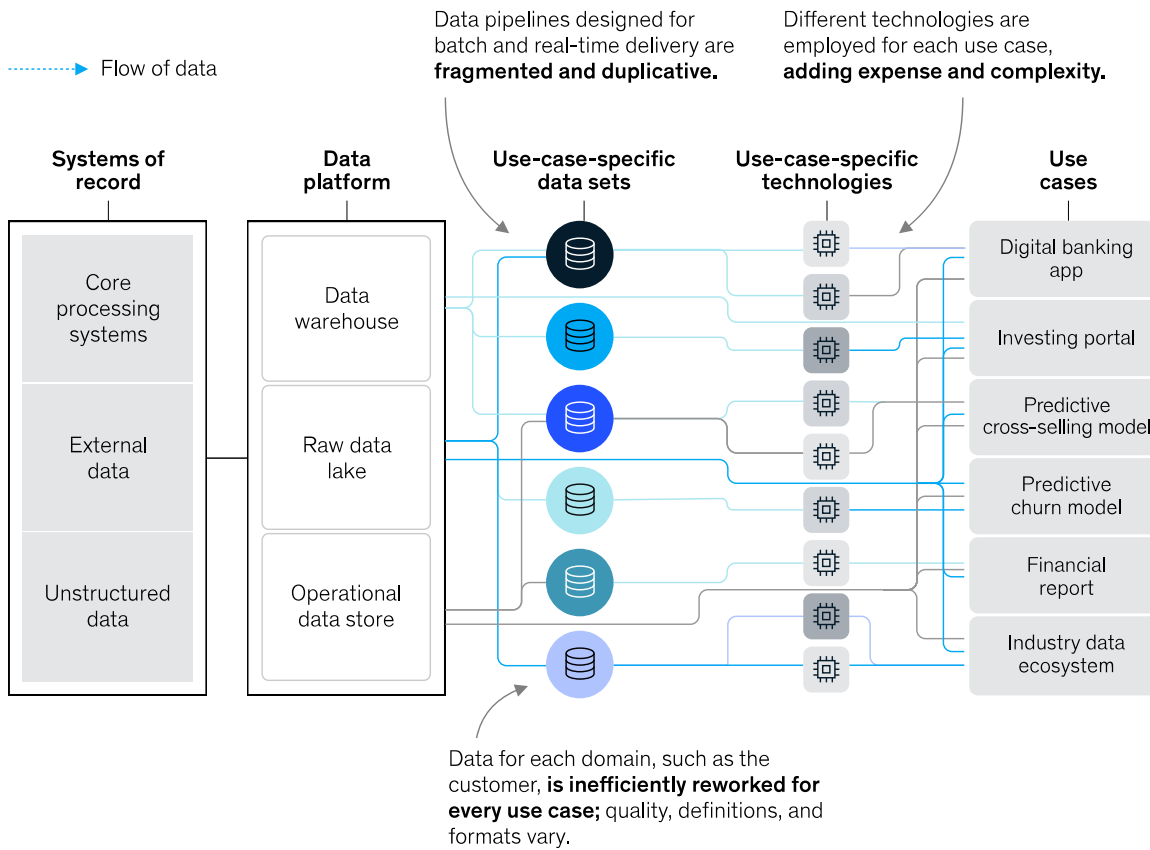 Flow of data
Data pipelines designed for
batch and real-time delivery are
fragmented and duplicative.
Different technologies are
employed for each use case,
adding expense and complexity.
Systems of
record
Data
platform
Use-case-specific
data sets
Use-case-specific
technologies
Use
cases
Core
processing
systems
External
data
Unstructured
data
Data
warehouse
Raw data
lake
Operational
data store
Digital banking
app
Investing portal
Predictive
cross-selling model
Predictive
churn model
Financial
report
Industry data
ecosystem
Data for each domain, such as the
customer, is inefficiently reworked for
every use case; quality, definitions, and
formats vary.